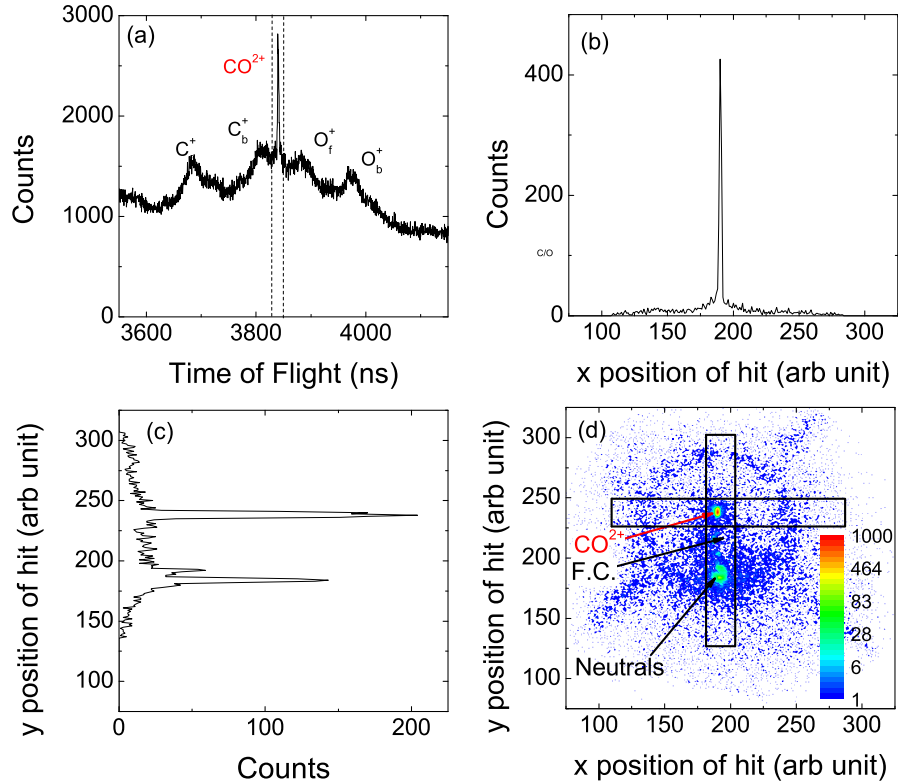 (a)
3000
2000
1000
0
3600
3800
4000
Counts
Time of Flight (ns)
CO²⁺
C⁺
C_b⁺
O_f⁺
O_b⁺
(b)
400
200
0
100
150
200
250
300
Counts
C/O
x position of hit (arb unit)
(c)
300
250
200
150
100
0
100
200
y position of hit (arb unit)
Counts
(d)
300
250
200
150
100
100
150
200
250
300
y position of hit (arb unit)
x position of hit (arb unit)
CO²⁺
F.C.
Neutrals
1000
464
83
28
6
1